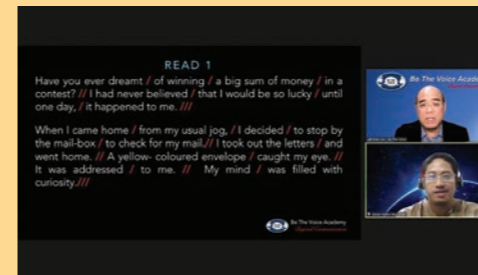 READ 1
Have you ever dreamt / of winning / a big sum of money / in a
contest? // I had never believed / that I would be so lucky / until
one day, / it happened to me. ///
When I came home / from my usual jog, / I decided / to stop by
the mail-box / to check for my mail.// I took out the letters / and
went home. // A yellow- coloured envelope / caught my eye. //
It was addressed / to me. // My mind / was filled with
curiosity.///
Be The Voice Academy
Be The Voice Acade